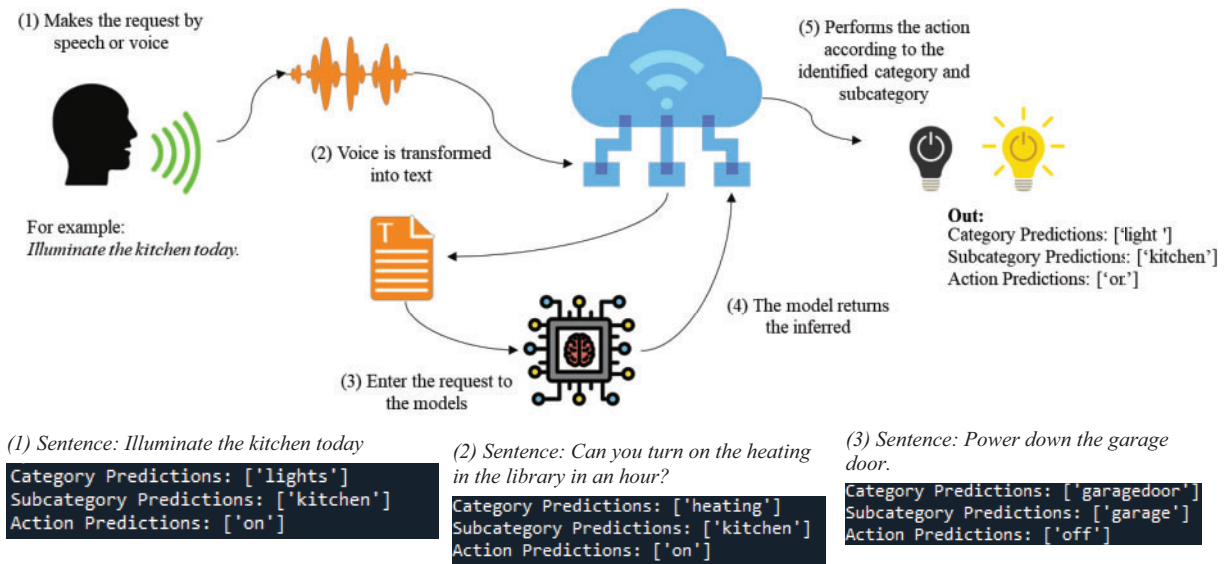 (1) Makes the request by
speech or voice
For example:
Illuminate the kitchen today.
(2) Voice is transformed
into text
T
(3) Enter the request to
the models
(4) The model returns
the inferred
(5) Performs the action
according to the
identified category and
subcategory
Out:
Category Predictions: ['light ']
Subcategory Predictions: ['kitchen']
Action Predictions: ['on']
(1) Sentence: Illuminate the kitchen today
Category Predictions: ['lights']
Subcategory Predictions: ['kitchen']
Action Predictions: ['on']
(2) Sentence: Can you turn on the heating
in the library in an hour?
Category Predictions: ['heating']
Subcategory Predictions: ['kitchen']
Action Predictions: ['on']
(3) Sentence: Power down the garage
door.
Category Predictions: ['garagedoor']
Subcategory Predictions: ['garage']
Action Predictions: ['off']